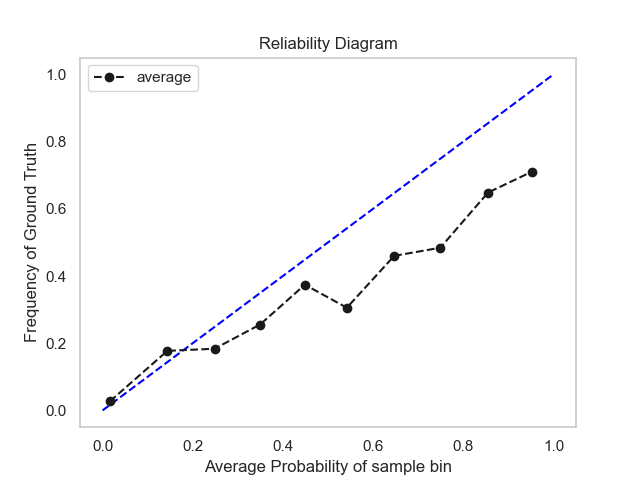 Reliability Diagram
average
Frequency of Ground Truth
1.0
0.8
0.6
0.4
0.2
0.0
0.0 0.2 0.4 0.6 0.8 1.0
Average Probability of sample bin